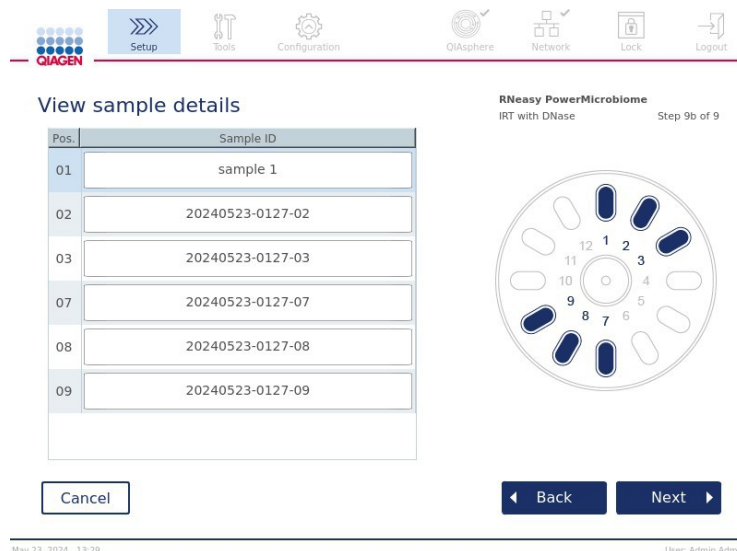 QIAGEN
Setup
Tools
Configuration
QIAsphere
Network
Lock
Logout
View sample details
RNeasy PowerMicrobiome
IRT with DNase Step 9b of 9
Pos. Sample ID
01 sample 1
02 20240523-0127-02
03 20240523-0127-03
07 20240523-0127-07
08 20240523-0127-08
09 20240523-0127-09
12 1 2
11 3
10 4
9 5
8 7 6
Cancel
Back
Next
May 23, 2024 13:29
User: Admin Adm